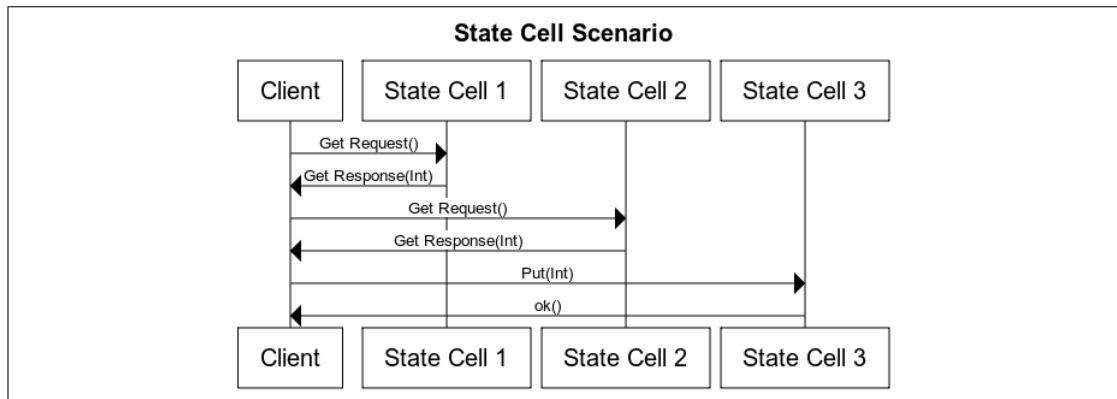 State Cell Scenario
Client State Cell 1 State Cell 2 State Cell 3
Get Request()
Get Response(Int)
Get Request()
Get Response(Int)
Put(Int)
ok()
Client State Cell 1 State Cell 2 State Cell 3